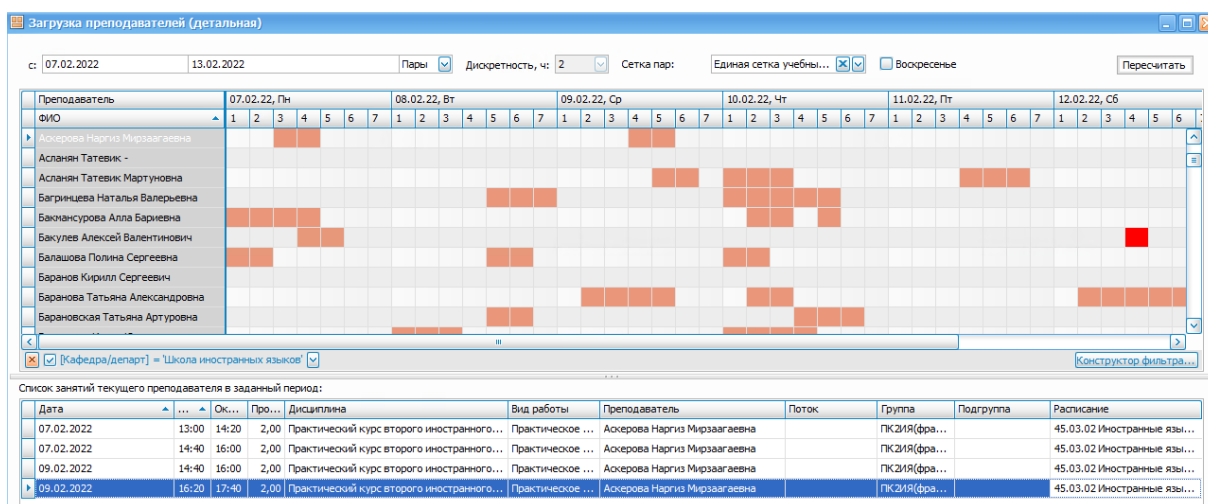 Загрузка преподавателей (детальная)
с: 07.02.2022 13.02.2022 Пары Дискретность, ч: 2 Сетка пар: Единая сетка учебны... Воскресенье Пересчитать
Преподаватель 07.02.22, Пн 08.02.22, Вт 09.02.22, Ср 10.02.22, Чт 11.02.22, Пт 12.02.22, Сб
ФИО 1 2 3 4 5 6 7 1 2 3 4 5 6 7 1 2 3 4 5 6 7 1 2 3 4 5 6 7 1 2 3 4 5 6 7 1 2 3 4 5 6
Аскерова Наргиз Мирзаагаевна
Асланян Татевик -
Асланян Татевик Мартуновна
Багринцева Наталья Валерьевна
Бакмансурова Алла Бариевна
Бакулев Алексей Валентинович
Балашова Полина Сергеевна
Баранов Кирилл Сергеевич
Баранова Татьяна Александровна
Барановская Татьяна Артуровна
[Кафедра/департ] = 'Школа иностранных языков' Конструктор фильтра...
Список занятий текущего преподавателя в заданный период:
Дата ... Ок... Про... Дисциплина Вид работы Преподаватель Поток Группа Подгруппа Расписание
07.02.2022 13:00 14:20 2,00 Практический курс второго иностранного... Практическое ... Аскерова Наргиз Мирзаагаевна ПК2ИЯ(фра... 45.03.02 Иностранные язы...
07.02.2022 14:40 16:00 2,00 Практический курс второго иностранного... Практическое ... Аскерова Наргиз Мирзаагаевна ПК2ИЯ(фра... 45.03.02 Иностранные язы...
09.02.2022 14:40 16:00 2,00 Практический курс второго иностранного... Практическое ... Аскерова Наргиз Мирзаагаевна ПК2ИЯ(фра... 45.03.02 Иностранные язы...
09.02.2022 16:20 17:40 2,00 Практический курс второго иностранного... Практическое ... Аскерова Наргиз Мирзаагаевна ПК2ИЯ(фра... 45.03.02 Иностранные язы...